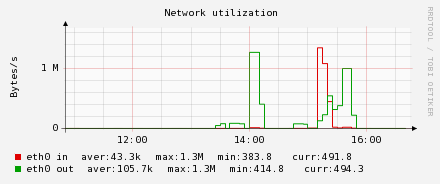 Network utilization
RRDTOOL / TOBI OETIKER
Bytes/s
1 M
0
12:00 14:00 16:00
eth0 in aver:43.3k max:1.3M min:383.8 curr:491.8
eth0 out aver:105.7k max:1.3M min:414.8 curr:494.3